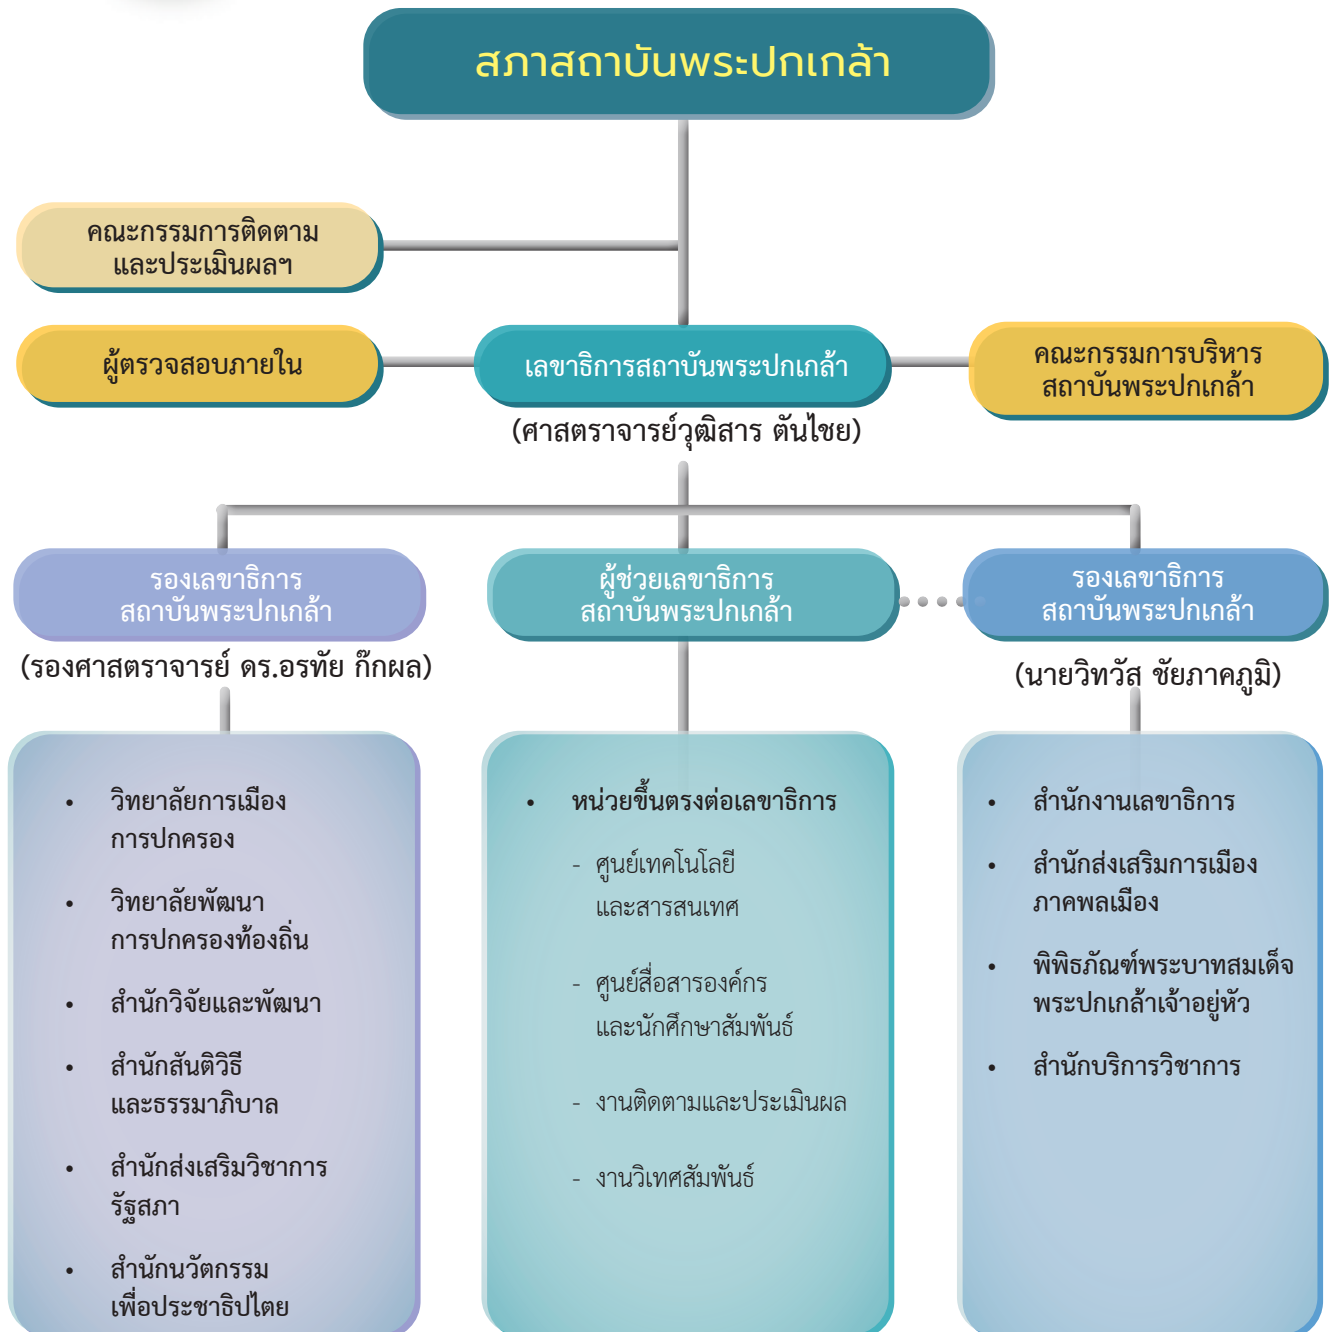 สภาสถาบันพระปกเกล้า
คณะกรรมการติดตาม
และประเมินผลฯ
ผู้ตรวจสอบภายใน
เลขาธิการสถาบันพระปกเกล้า
คณะกรรมการบริหาร
สถาบันพระปกเกล้า
(ศาสตราจารย์วุฒิสาร ตันไชย)
รองเลขาธิการ
สถาบันพระปกเกล้า
(รองศาสตราจารย์ ดร.อรทัย ก๊กผล)
ผู้ช่วยเลขาธิการ
สถาบันพระปกเกล้า
รองเลขาธิการ
สถาบันพระปกเกล้า
(นายวิทวัส ชัยภาคภูมิ)
• วิทยาลัยการเมือง
การปกครอง
• วิทยาลัยพัฒนา
การปกครองท้องถิ่น
• สำนักวิจัยและพัฒนา
• สำนักสันติวิธี
และธรรมาภิบาล
• สำนักส่งเสริมวิชาการ
รัฐสภา
• สำนักนวัตกรรม
เพื่อประชาธิปไตย
• หน่วยขึ้นตรงต่อเลขาธิการ
- ศูนย์เทคโนโลยี
และสารสนเทศ
- ศูนย์สื่อสารองค์กร
และนักศึกษาสัมพันธ์
- งานติดตามและประเมินผล
- งานวิเทศสัมพันธ์
• สำนักงานเลขาธิการ
• สำนักส่งเสริมการเมือง
ภาคพลเมือง
• พิพิธภัณฑ์พระบาทสมเด็จ
พระปกเกล้าเจ้าอยู่หัว
• สำนักบริการวิชาการ